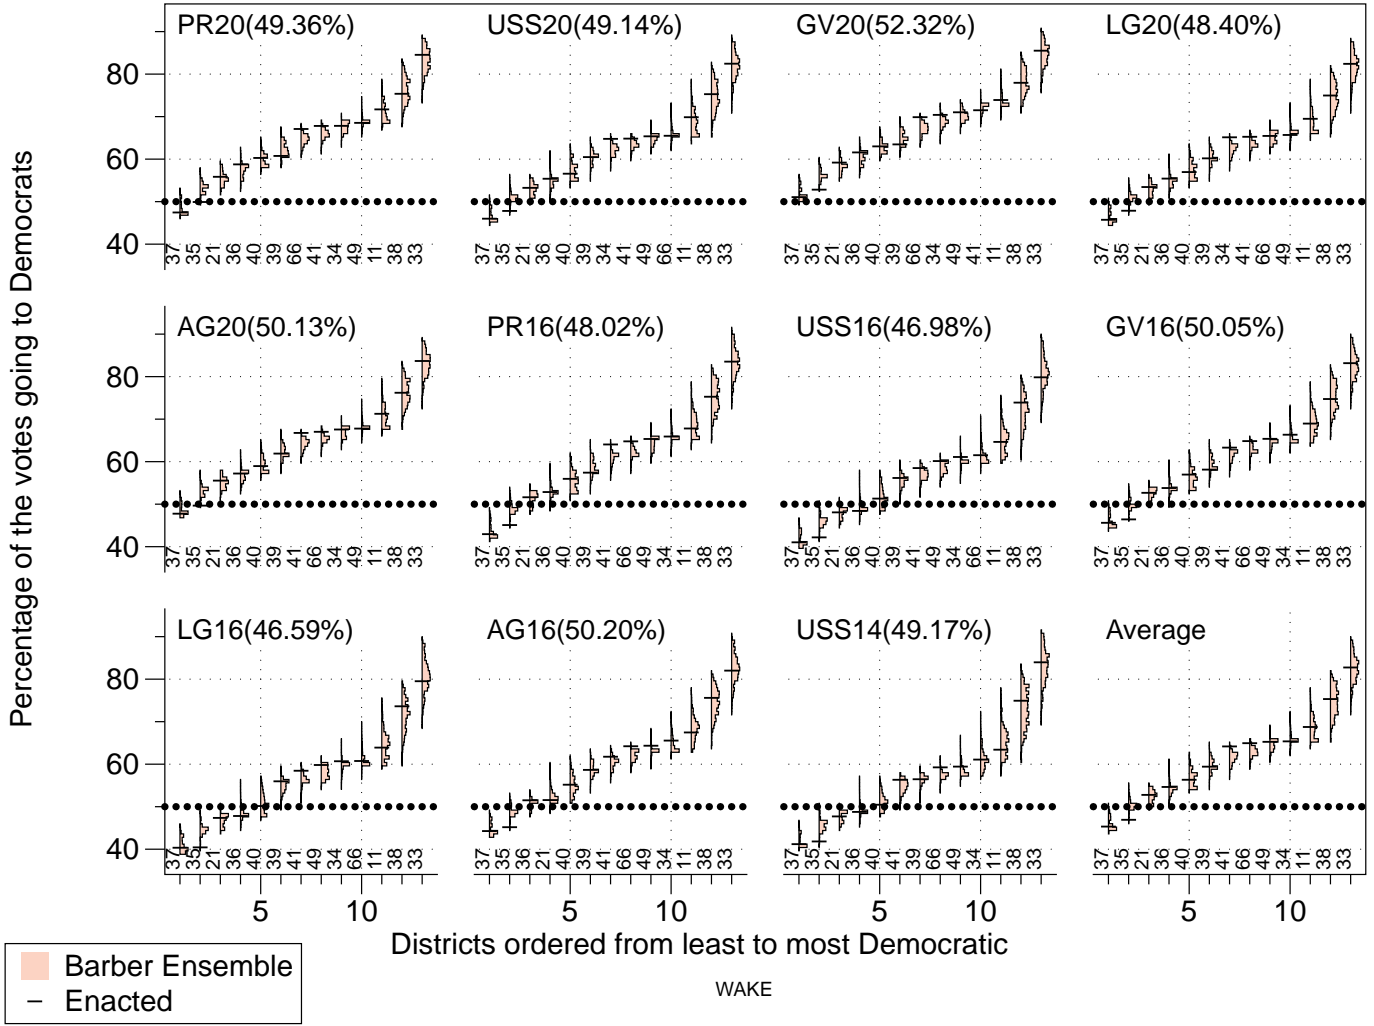 Percentage of the votes going to Democrats
PR20(49.36%) USS20(49.14%) GV20(52.32%) LG20(48.40%)
80
60
40
37 35 21 36 40 39 66 41 34 49 11 38 33
37 35 21 36 40 39 34 41 49 66 11 38 33
37 35 21 36 40 39 66 34 49 41 11 38 33
37 35 21 36 40 39 34 41 66 49 11 38 33
AG20(50.13%) PR16(48.02%) USS16(46.98%) GV16(50.05%)
80
60
40
37 35 21 36 40 39 41 66 34 49 11 38 33
37 35 21 36 40 39 41 66 49 34 11 38 33
37 35 21 36 40 39 41 49 34 66 11 38 33
37 35 21 36 40 39 41 66 49 34 11 38 33
LG16(46.59%) AG16(50.20%) USS14(49.17%) Average
80
60
40
37 35 21 36 40 39 41 49 34 66 11 38 33
37 35 36 21 40 39 41 66 49 34 11 38 33
37 35 21 36 40 41 39 66 49 34 11 38 33
37 35 21 36 40 39 41 66 49 34 11 38 33
5 10 5 10 5 10 5 10
Districts ordered from least to most Democratic
Barber Ensemble
Enacted
WAKE